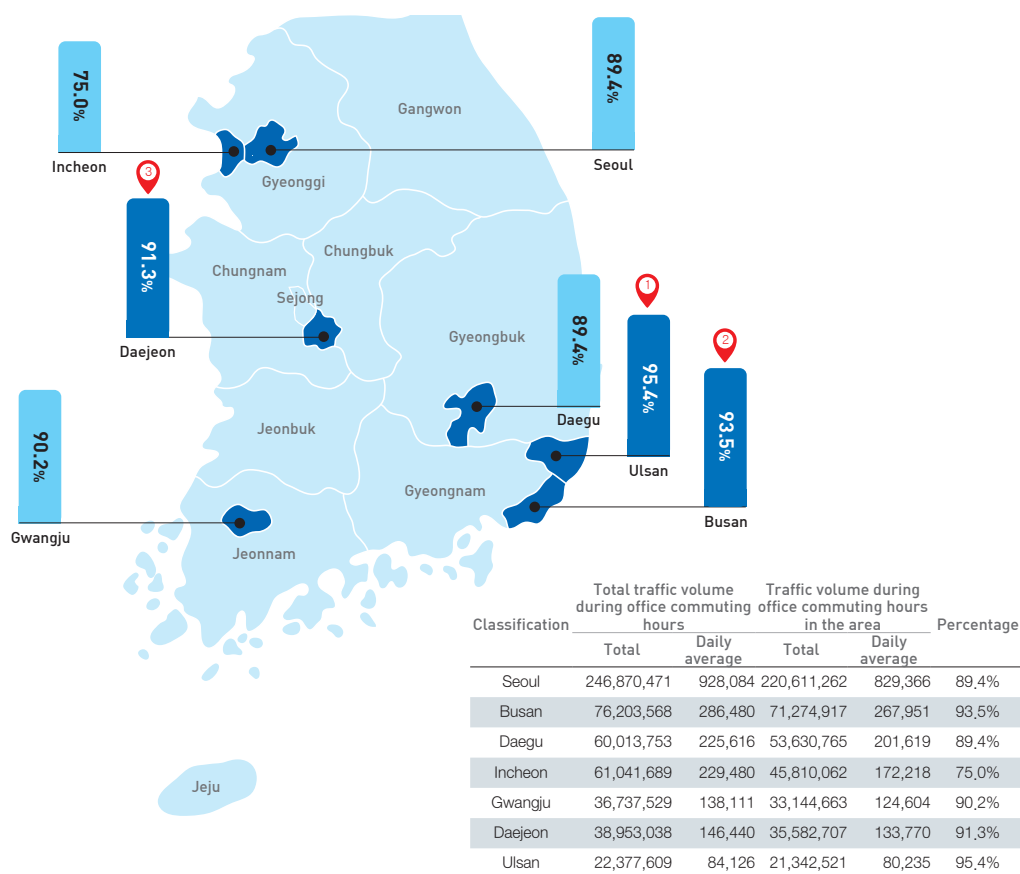 89.4%
75.0%
Gangwon
Incheon
Seoul
3
Gyeonggi
91.3%
Chungbuk
Chungnam
Sejong
1
Gyeongbuk
89.4%
2
Daejeon
95.4%
93.5%
Daegu
Jeonbuk
90.2%
Ulsan
Gyeongnam
Busan
Gwangju
Jeonnam
Jeju
Classification
Total traffic volume
during office commuting
hours
Traffic volume during
office commuting hours
in the area
Percentage
Total
Daily
average
Total
Daily
average
Seoul 246,870,471 928,084 220,611,262 829,366 89.4%
Busan 76,203,568 286,480 71,274,917 267,951 93.5%
Daegu 60,013,753 225,616 53,630,765 201,619 89.4%
Incheon 61,041,689 229,480 45,810,062 172,218 75.0%
Gwangju 36,737,529 138,111 33,144,663 124,604 90.2%
Daejeon 38,953,038 146,440 35,582,707 133,770 91.3%
Ulsan 22,377,609 84,126 21,342,521 80,235 95.4%